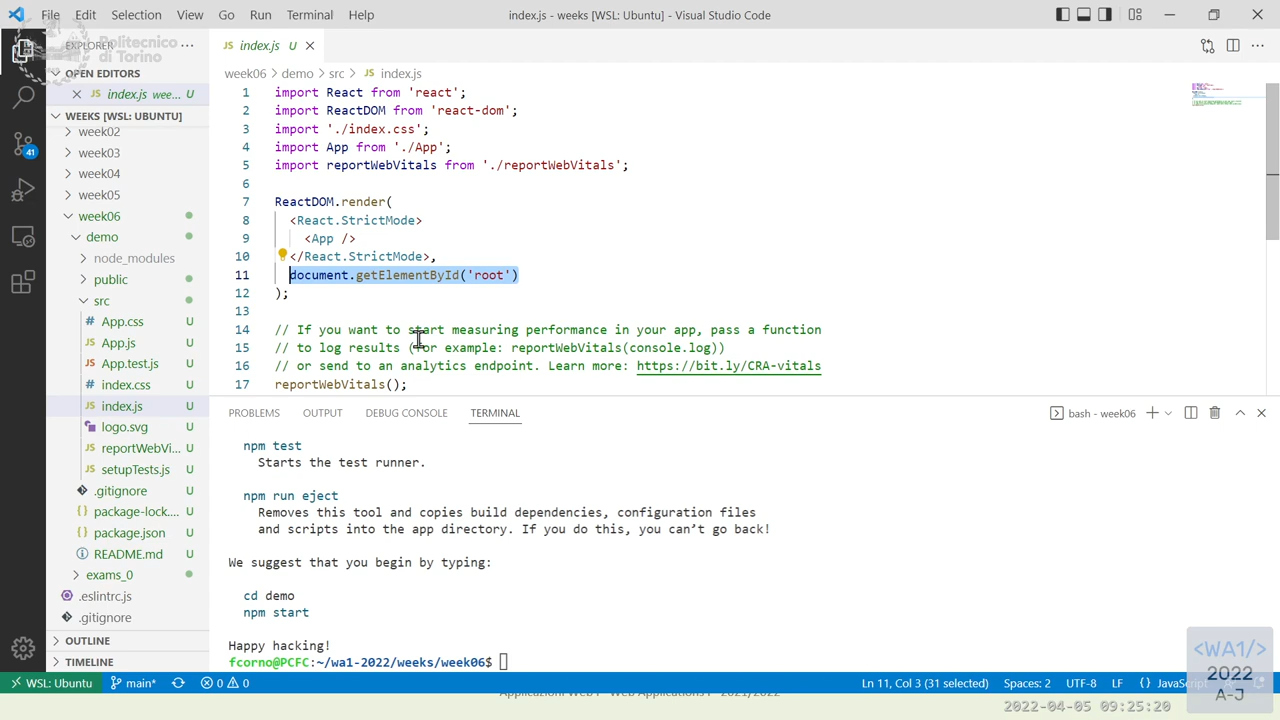 File Edit Selection View Go Run Terminal Help
index.js - weeks [WSL: Ubuntu] - Visual Studio Code
EXPLORER
Politecnico
di Torino
index.js U
OPEN EDITORS
index.js wee... U
WEEKS [WSL: UBUNTU]
week02
week03
week04
week05
week06
demo
node_modules
public
src
App.css U
App.js U
App.test.js U
index.css U
index.js U
logo.svg U
reportWebVi... U
setupTests.js U
.gitignore U
package-lock.... U
package.json U
README.md U
exams_0
.eslintrc.js
.gitignore
OUTLINE
TIMELINE
week06 > demo > src > index.js
1 import React from 'react';
2 import ReactDOM from 'react-dom';
3 import './index.css';
4 import App from './App';
5 import reportWebVitals from './reportWebVitals';
6
7 ReactDOM.render(
8 <React.StrictMode>
9 <App />
10 </React.StrictMode>,
11 document.getElementById('root')
12 );
13
14 // If you want to start measuring performance in your app, pass a function
15 // to log results (for example: reportWebVitals(console.log))
16 // or send to an analytics endpoint. Learn more: https://bit.ly/CRA-vitals
17 reportWebVitals();
PROBLEMS OUTPUT DEBUG CONSOLE TERMINAL
bash - week06
npm test
Starts the test runner.
npm run eject
Removes this tool and copies build dependencies, configuration files
and scripts into the app directory. If you do this, you can’t go back!
We suggest that you begin by typing:
cd demo
npm start
Happy hacking!
fcorno@PCFC:~/wa1-2022/weeks/week06$
41
WSL: Ubuntu main* 0 0
Ln 11, Col 3 (31 selected) Spaces: 2 UTF-8 LF {} JavaScript
<WA1/>
2022
A-J
Applicazioni Web I - Web Applications I - 2021/2022
2022-04-05 09:25:20